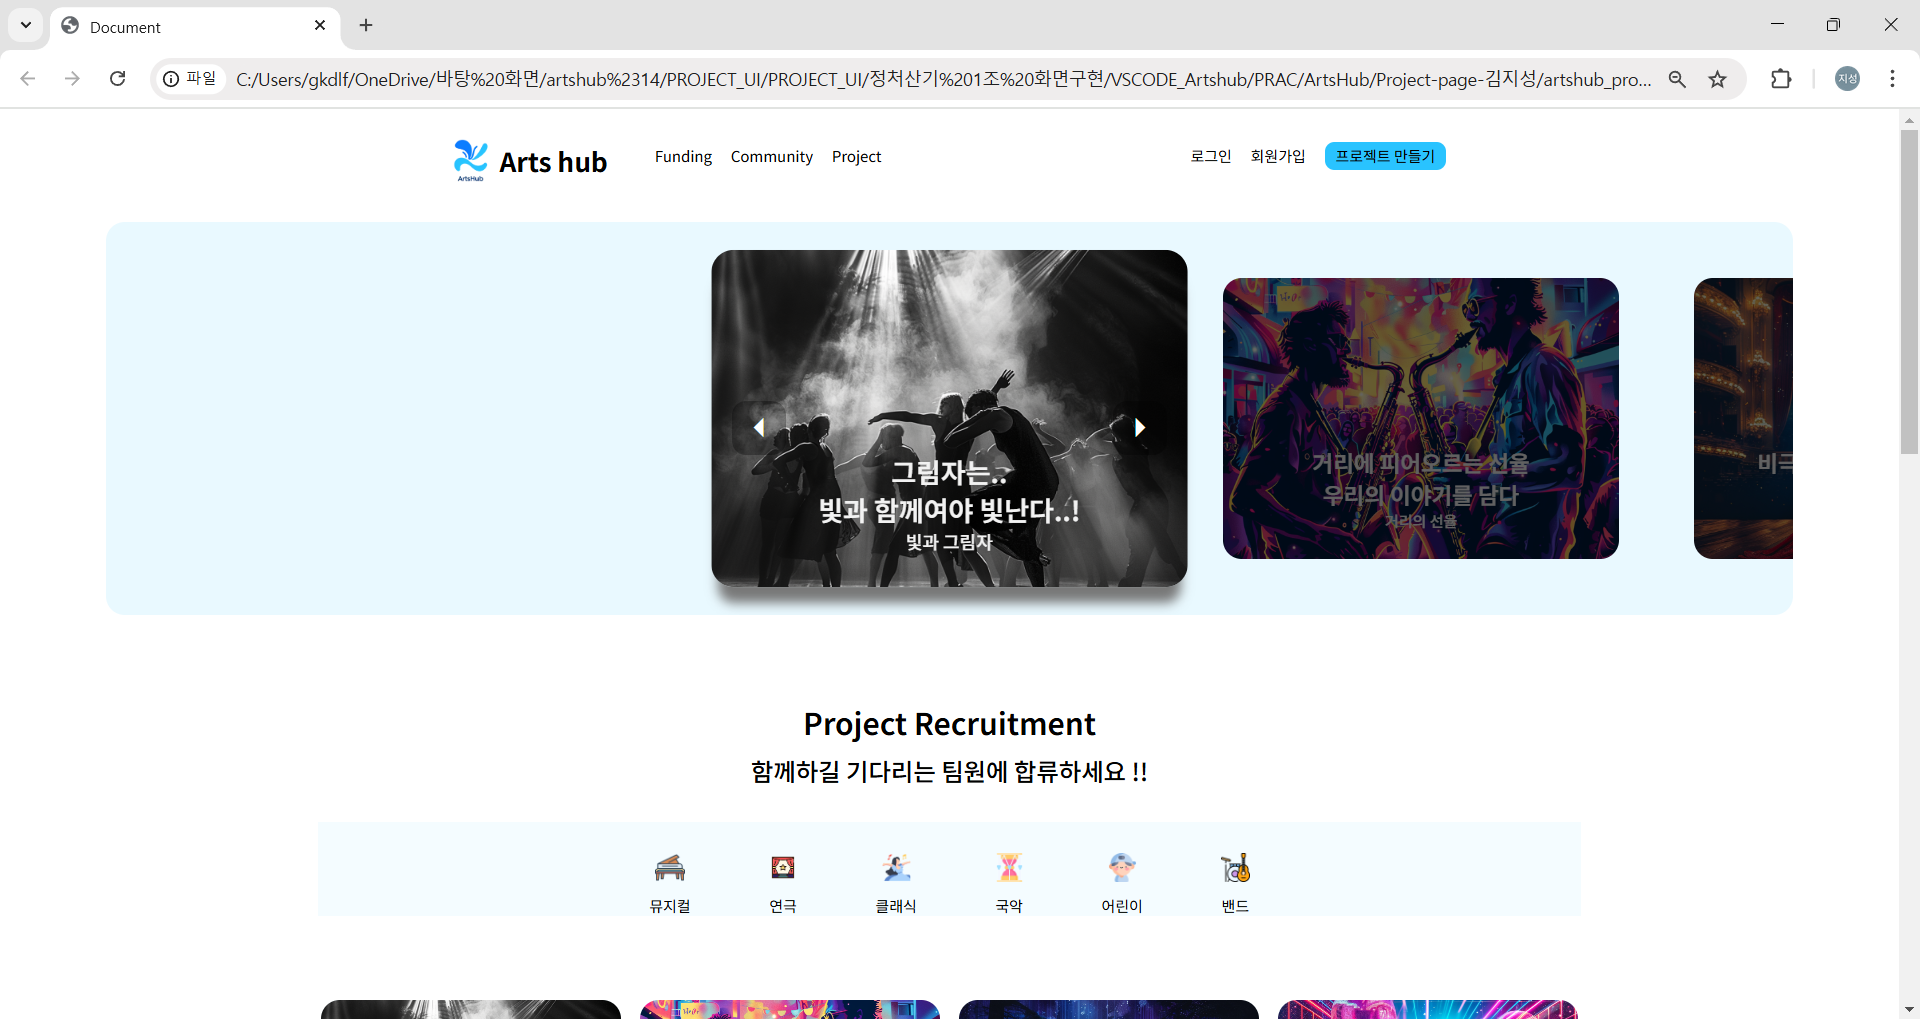 Document
파일
C:/Users/gkdlf/OneDrive/바탕%20화면/artshub%2314/PROJECT_UI/PROJECT_UI/정처산기%201조%20화면구현/VSCODE_Artshub/PRAC/ArtsHub/Project-page-김지성/artshub_pro...
지성
ArtsHub
Arts hub
Funding
Community
Project
로그인
회원가입
프로젝트 만들기
그림자는..
빛과 함께여야 빛난다..!
빛과 그림자
거리에 피어오르는 선율
우리의 이야기를 담다
거리의 선율
비극
Project Recruitment
함께하길 기다리는 팀원에 합류하세요 !!
뮤지컬
연극
클래식
국악
어린이
밴드